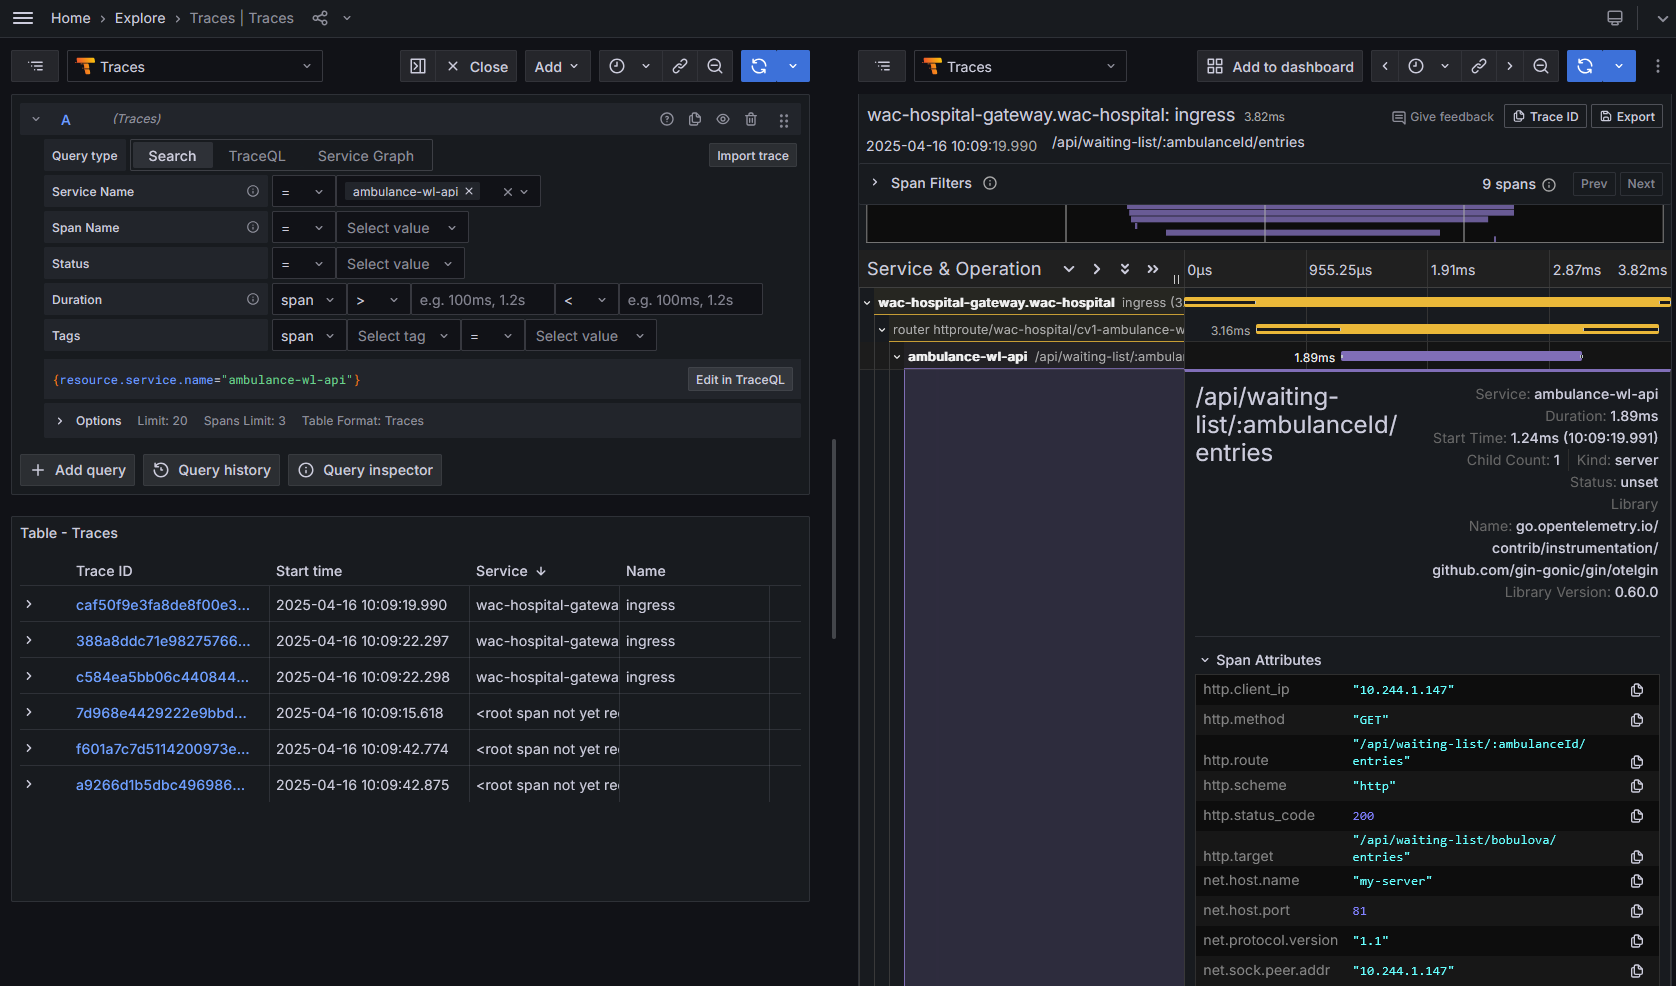 Home › Explore › Traces | Traces
Traces
Close
Add
A (Traces)
Query type Search TraceQL Service Graph Import trace
Service Name = ambulance-wl-api
Span Name = Select value
Status = Select value
Duration span > e.g. 100ms, 1.2s < e.g. 100ms, 1.2s
Tags span Select tag = Select value
{resource.service.name="ambulance-wl-api"} Edit in TraceQL
Options Limit: 20 Spans Limit: 3 Table Format: Traces
Add query Query history Query inspector
Table - Traces
Trace ID Start time Service Name
caf50f9e3fa8de8f00e3... 2025-04-16 10:09:19.990 wac-hospital-gatewa ingress
388a8ddc71e98275766... 2025-04-16 10:09:22.297 wac-hospital-gatewa ingress
c584ea5bb06c440844... 2025-04-16 10:09:22.298 wac-hospital-gatewa ingress
7d968e4429222e9bbd... 2025-04-16 10:09:15.618 <root span not yet re
f601a7c7d5114200973e... 2025-04-16 10:09:42.774 <root span not yet re
a9266d1b5dbc496986... 2025-04-16 10:09:42.875 <root span not yet re
Traces
Add to dashboard
wac-hospital-gateway.wac-hospital: ingress 3.82ms
Give feedback Trace ID Export
2025-04-16 10:09:19.990 /api/waiting-list/:ambulanceId/entries
Span Filters 9 spans Prev Next
Service & Operation 0μs 955.25μs 1.91ms 2.87ms 3.82ms
wac-hospital-gateway.wac-hospital ingress (3
router httproute/wac-hospital/cv1-ambulance-w 3.16ms
ambulance-wl-api /api/waiting-list/:ambula 1.89ms
/api/waiting-
list/:ambulanceId/
entries
Service: ambulance-wl-api
Duration: 1.89ms
Start Time: 1.24ms (10:09:19.991)
Child Count: 1 Kind: server
Status: unset
Library
Name: go.opentelemetry.io/
contrib/instrumentation/
github.com/gin-gonic/gin/otelgin
Library Version: 0.60.0
Span Attributes
http.client_ip "10.244.1.147"
http.method "GET"
http.route "/api/waiting-list/:ambulanceId/
entries"
http.scheme "http"
http.status_code 200
http.target "/api/waiting-list/bobulova/
entries"
net.host.name "my-server"
net.host.port 81
net.protocol.version "1.1"
net.sock.peer.addr "10.244.1.147"